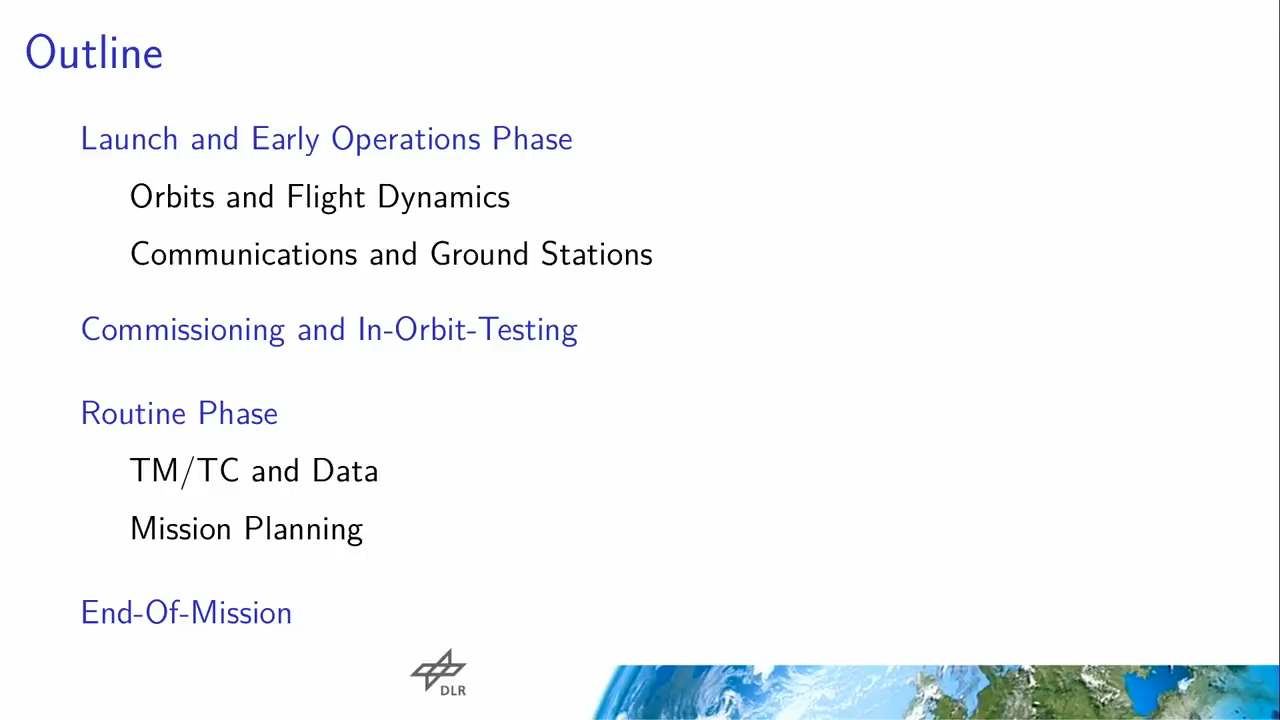 Outline
Launch and Early Operations Phase
Orbits and Flight Dynamics
Communications and Ground Stations
Commissioning and In-Orbit-Testing
Routine Phase
TM/TC and Data
Mission Planning
End-Of-Mission
DLR